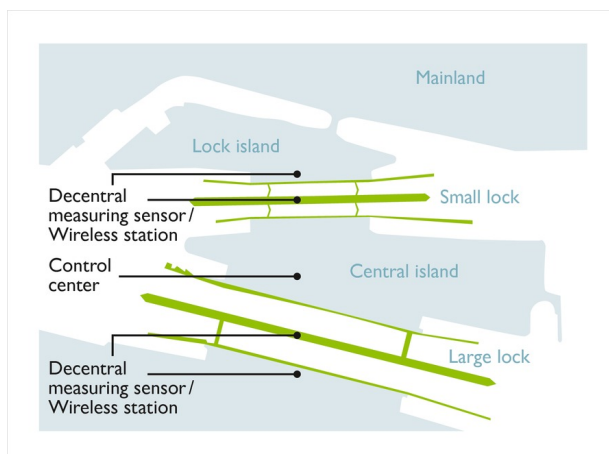 Mainland
Lock island
Decentral
measuring sensor/
Wireless station
Small lock
Control
center
Central island
Decentral
measuring sensor/
Wireless station
Large lock